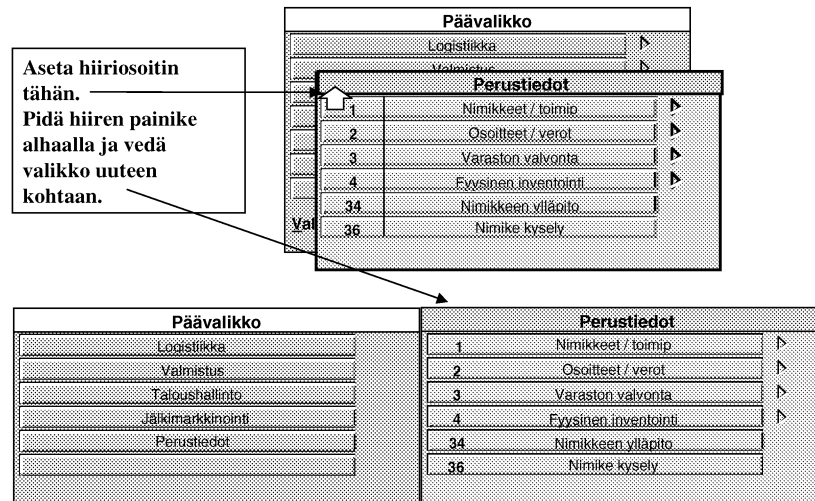 Päävalikko
Logistiikka
Valmistus
Aseta hiiriosoitin
tähän.
Pidä hiiren painike
alhaalla ja vedä
valikko uuteen
kohtaan.
Perustiedot
1 Nimikkeet / toimip
2 Osoitteet / verot
3 Varaston valvonta
4 Fyysinen inventointi
34 Nimikkeen ylläpito
36 Nimike kysely
Val
Päävalikko
Logistiikka
Valmistus
Taloushallinto
Jälkimarkkinointi
Perustiedot
Perustiedot
1 Nimikkeet / toimip
2 Osoitteet / verot
3 Varaston valvonta
4 Fyysinen inventointi
34 Nimikkeen ylläpito
36 Nimike kysely